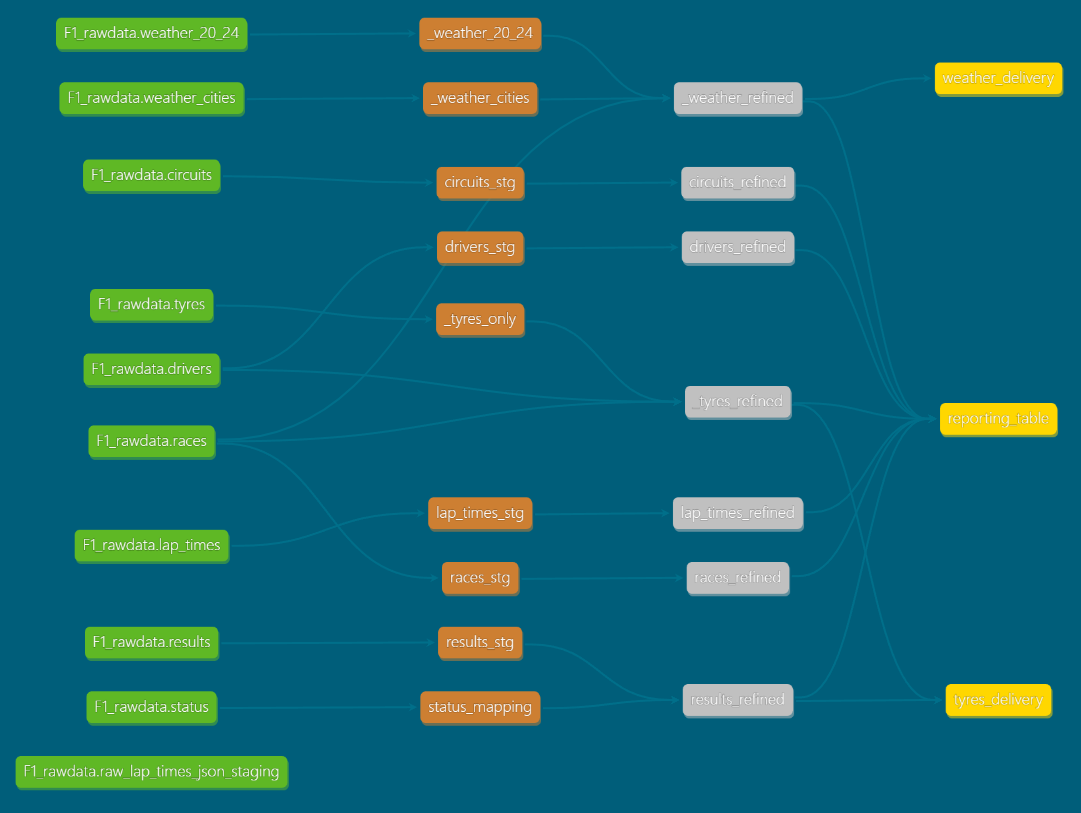 F1_rawdata.weather_20_24
_weather_20_24
weather_delivery
F1_rawdata.weather_cities
_weather_cities
_weather_refined
F1_rawdata.circuits
circuits_stg
circuits_refined
drivers_stg
drivers_refined
F1_rawdata.tyres
_tyres_only
F1_rawdata.drivers
_tyres_refined
reporting_table
F1_rawdata.races
lap_times_stg
lap_times_refined
F1_rawdata.lap_times
races_stg
races_refined
F1_rawdata.results
results_stg
results_refined
tyres_delivery
F1_rawdata.status
status_mapping
F1_rawdata.raw_lap_times_json_staging